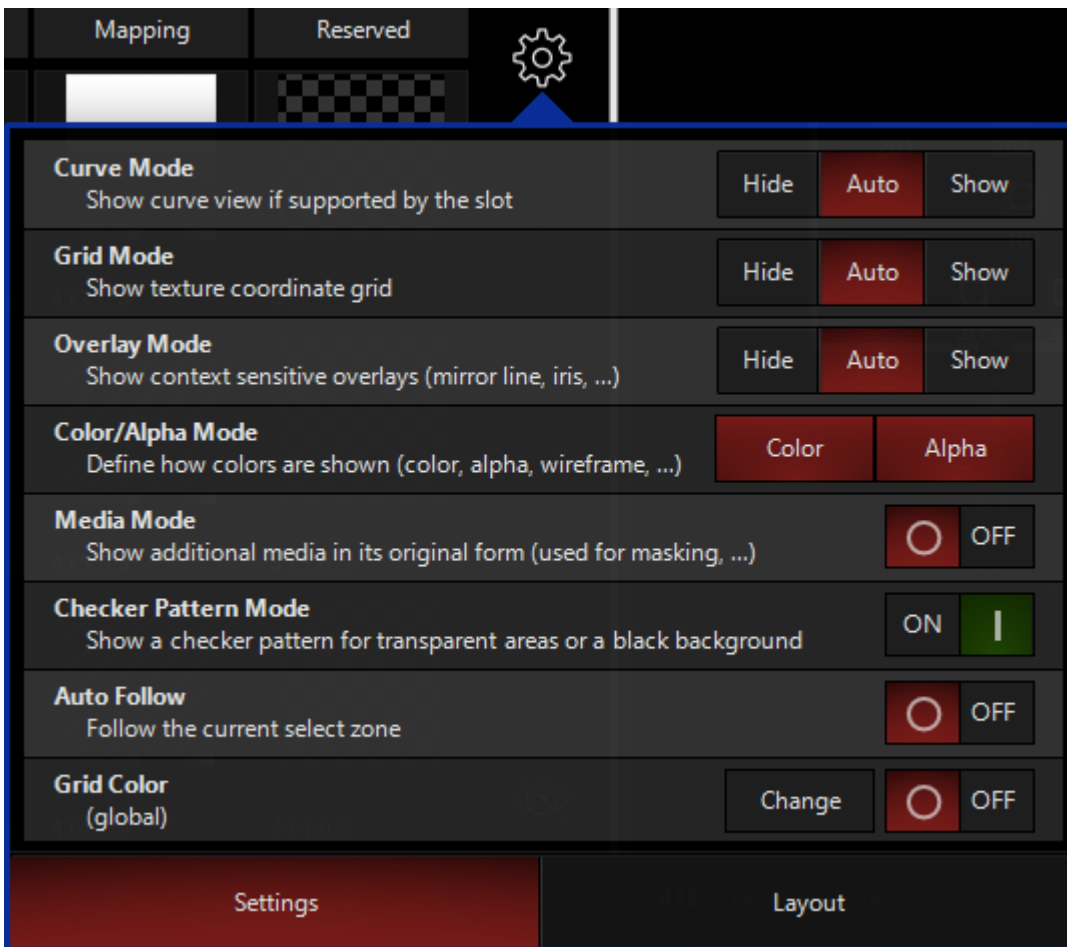 Mapping
Reserved
Curve Mode
Show curve view if supported by the slot
Hide
Auto
Show
Grid Mode
Show texture coordinate grid
Hide
Auto
Show
Overlay Mode
Show context sensitive overlays (mirror line, iris, ...)
Hide
Auto
Show
Color/Alpha Mode
Define how colors are shown (color, alpha, wireframe, ...)
Color
Alpha
Media Mode
Show additional media in its original form (used for masking, ...)
OFF
Checker Pattern Mode
Show a checker pattern for transparent areas or a black background
ON
Auto Follow
Follow the current select zone
OFF
Grid Color
(global)
Change
OFF
Settings
Layout